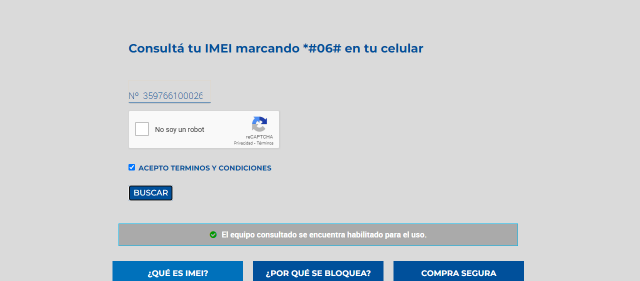 Consultá tu IMEI marcando *#06# en tu celular
Nº 35976610002
No soy un robot
reCAPTCHA
Privacidad - Términos
ACEPTO TERMINOS Y CONDICIONES
BUSCAR
El equipo consultado se encuentra habilitado para el uso.
¿QUÉ ES IMEI?
¿POR QUÉ SE BLOQUEA?
COMPRA SEGURA